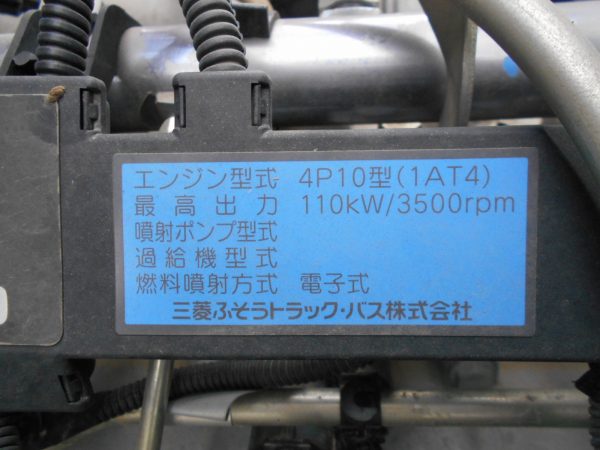 エンジン型式 4P10型(1AT4)
最高出力 110kW/3500rpm
噴射ポンプ型式
過給機型式
燃料噴射方式 電子式
三菱ふそうトラック・バス株式会社